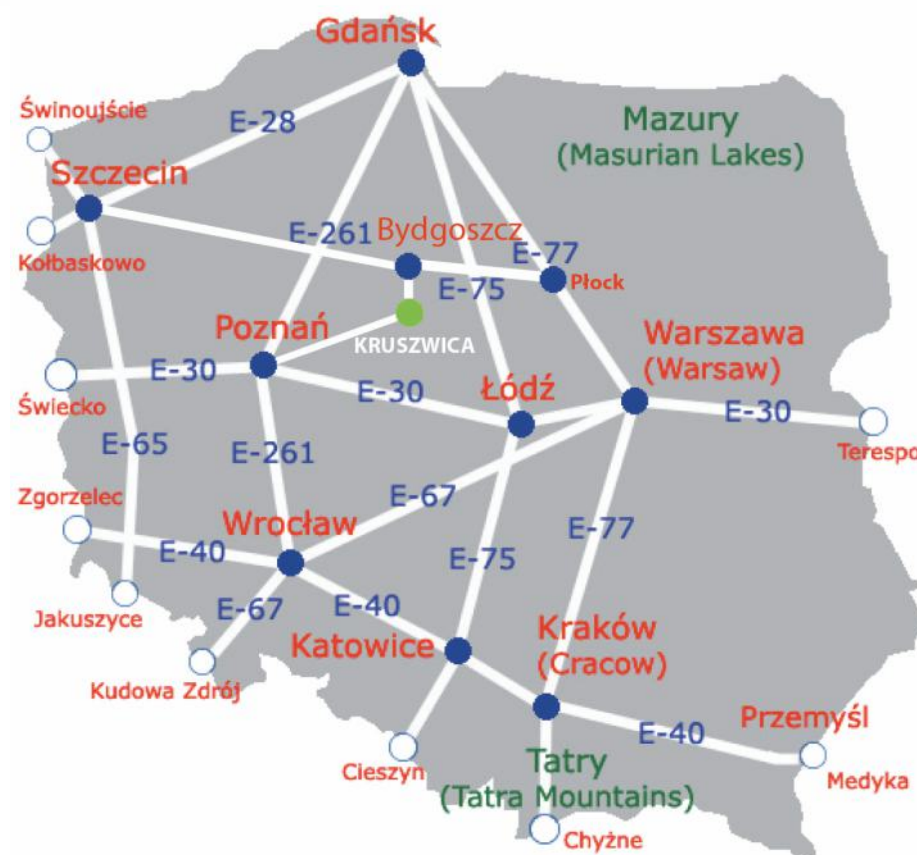 Gdańsk
Świnoujście
E-28
Mazury
(Masurian Lakes)
Szczecin
E-261
Bydgoszcz
E-77
Kołbaskowo
E-75
Płock
Poznań
KRUSZWICA
Warszawa
(Warsaw)
E-30
Łódź
E-30
E-30
Świecko
E-65
E-261
Terespo
Zgorzelec
E-67
Wrocław
E-77
E-40
E-75
Jakuszyce
E-67
E-40
Katowice
Kraków
(Cracow)
Kudowa Zdrój
Przemyśl
E-40
Cieszyn
Tatry
(Tatra Mountains)
Medyka
Chyżne